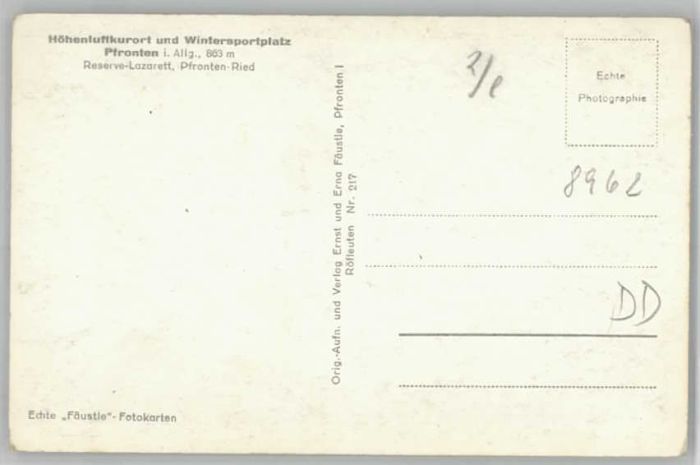 Höhenluftkurort und Wintersportplatz
Pfronten i. Allg., 863 m
Reserve-Lazarett, Pfronten-Ried
Echte „Fäustle"-Fotokarten
Orig.-Aufn. und Verlag Ernst und Erna Fäustle, Pfronten I
Röfleuten Nr. 217
Echte
Photographie
8962
DD